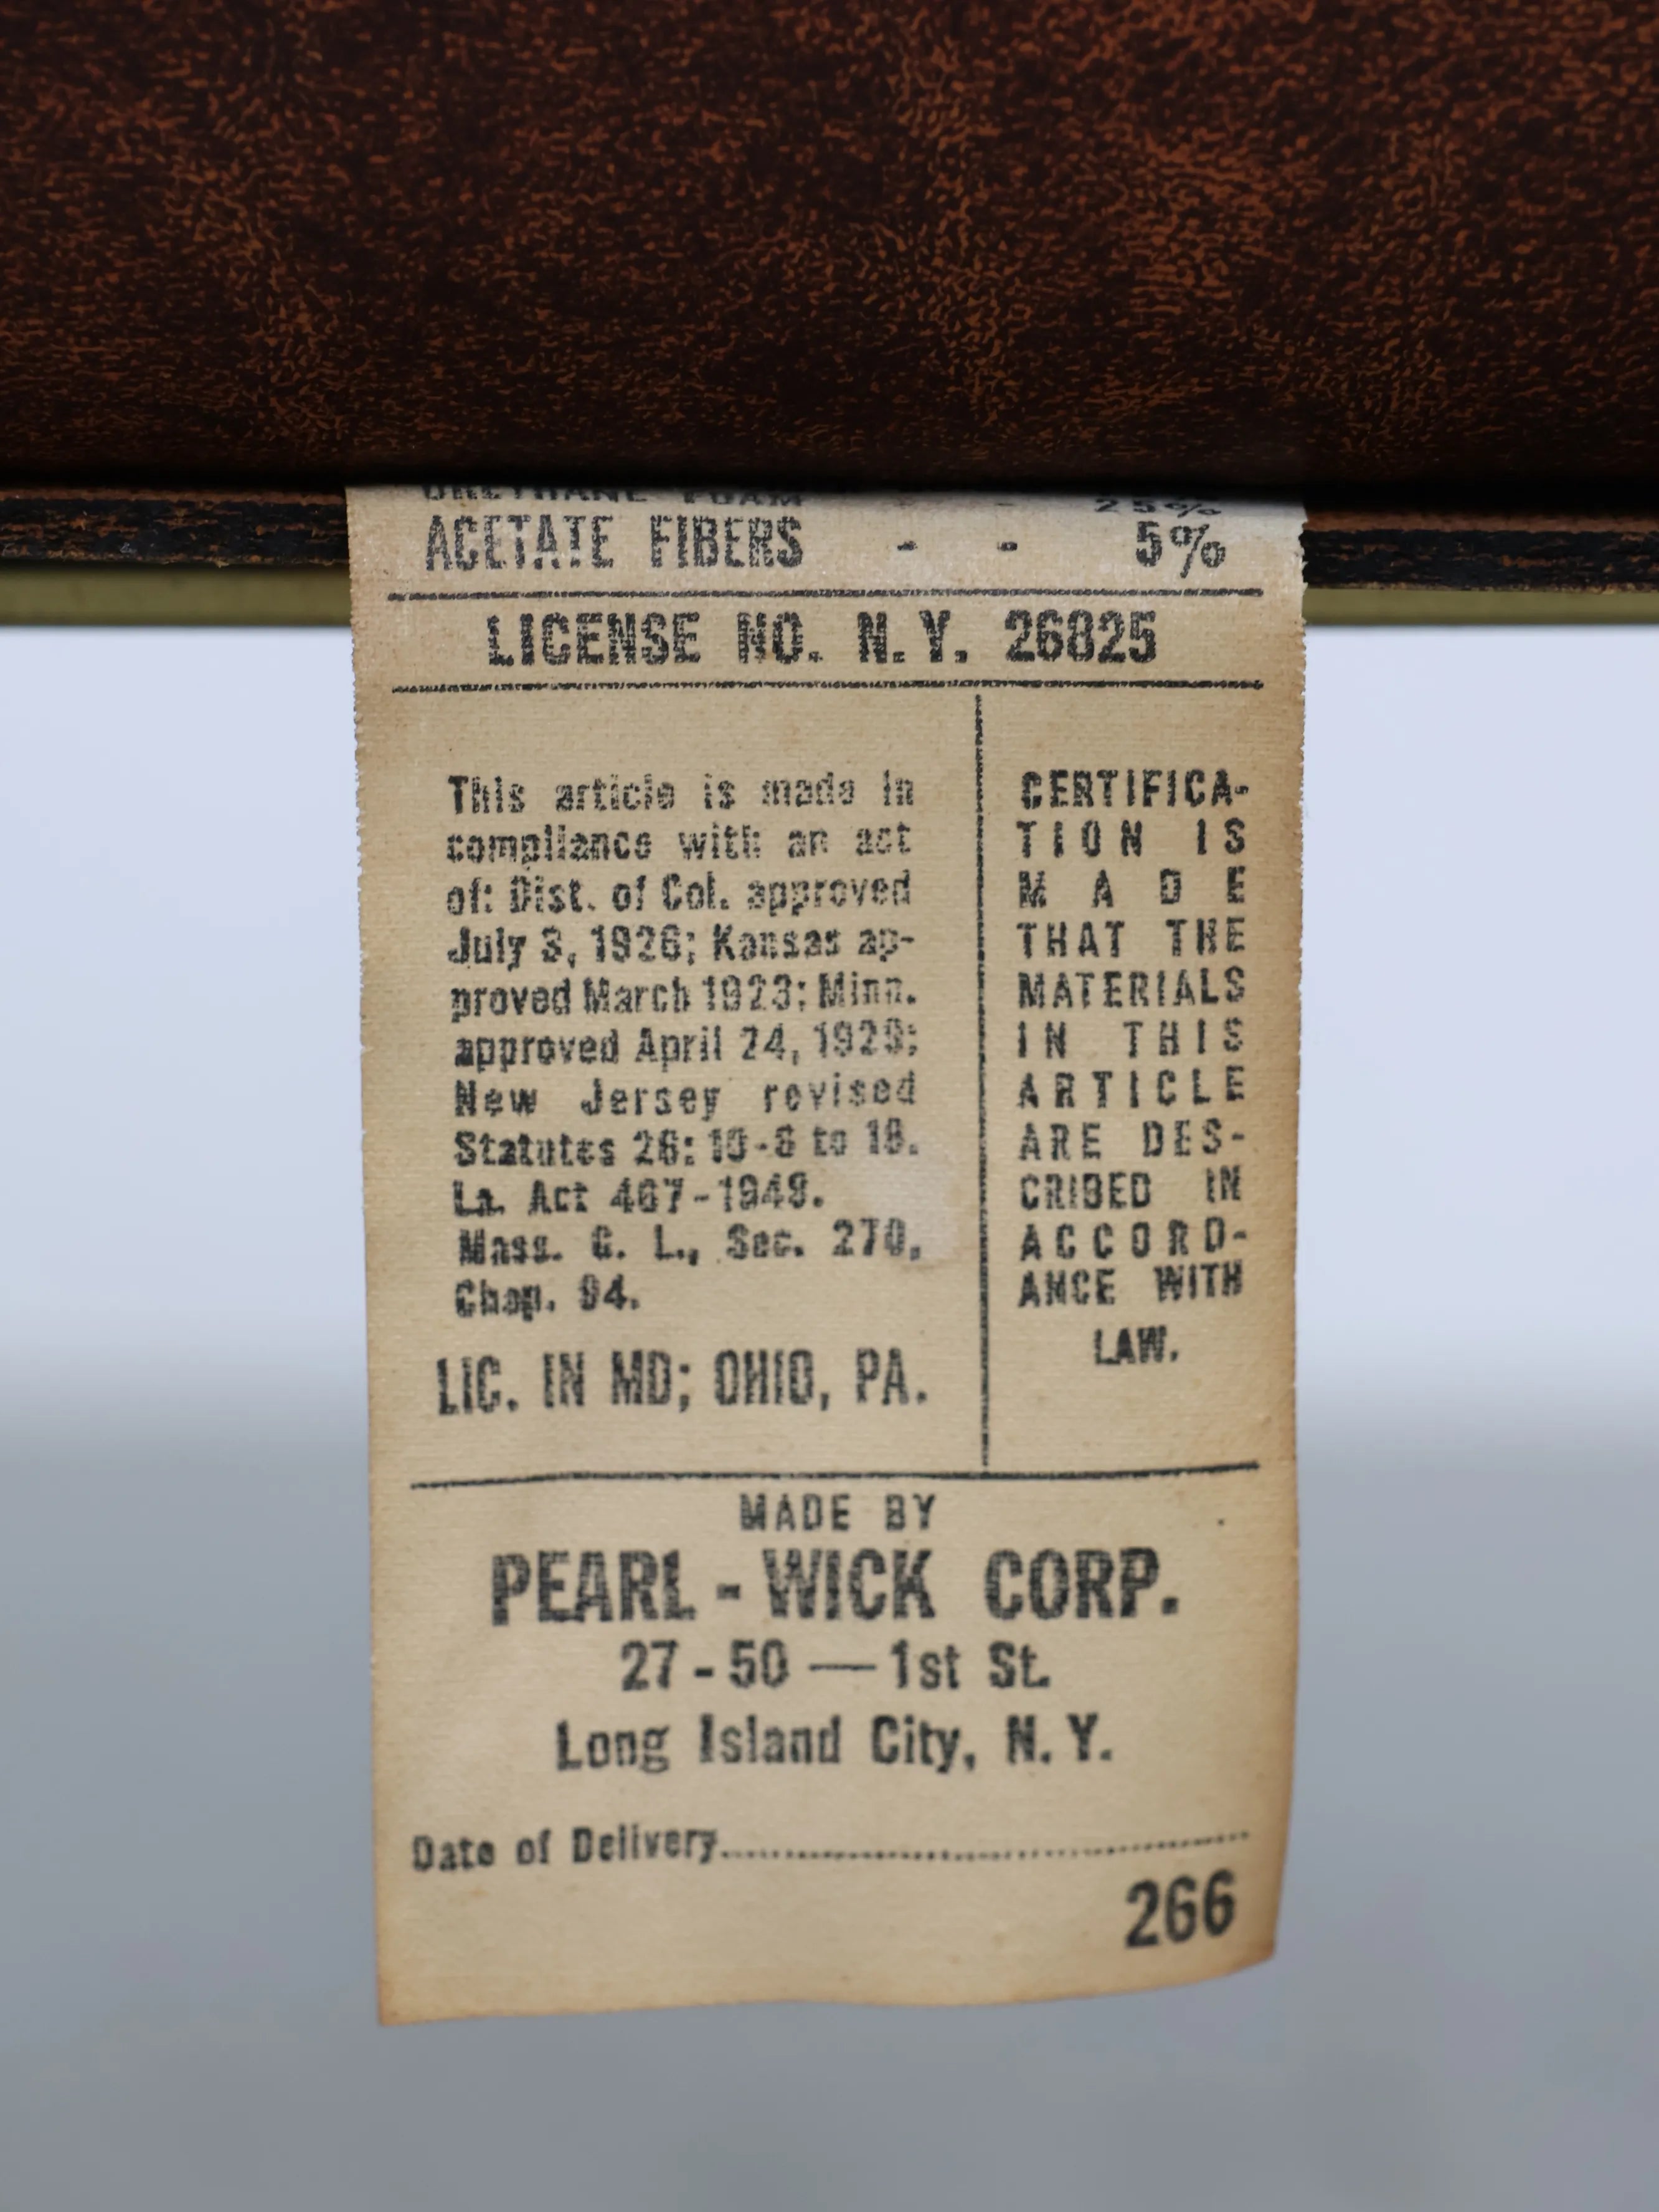 URETHANE FOAM - - 25%
ACETATE FIBERS - - 5%
LICENSE NO. N.Y. 26825
This article is made in
compliance with an act
of: Dist. of Col. approved
July 3, 1926; Kansas ap-
proved March 1923; Minn.
approved April 24, 1929;
New Jersey revised
Statutes 26: 10-6 to 18.
La. Act 467-1948.
Mass. G. L., Sec. 270,
Chap. 94.
LIC. IN MD; OHIO, PA.
CERTIFICA-
TION IS
MADE
THAT THE
MATERIALS
IN THIS
ARTICLE
ARE DES-
CRIBED IN
ACCORD-
ANCE WITH
LAW.
MADE BY
PEARL-WICK CORP.
27-50 — 1st St.
Long Island City, N. Y.
Date of Delivery........................................
266